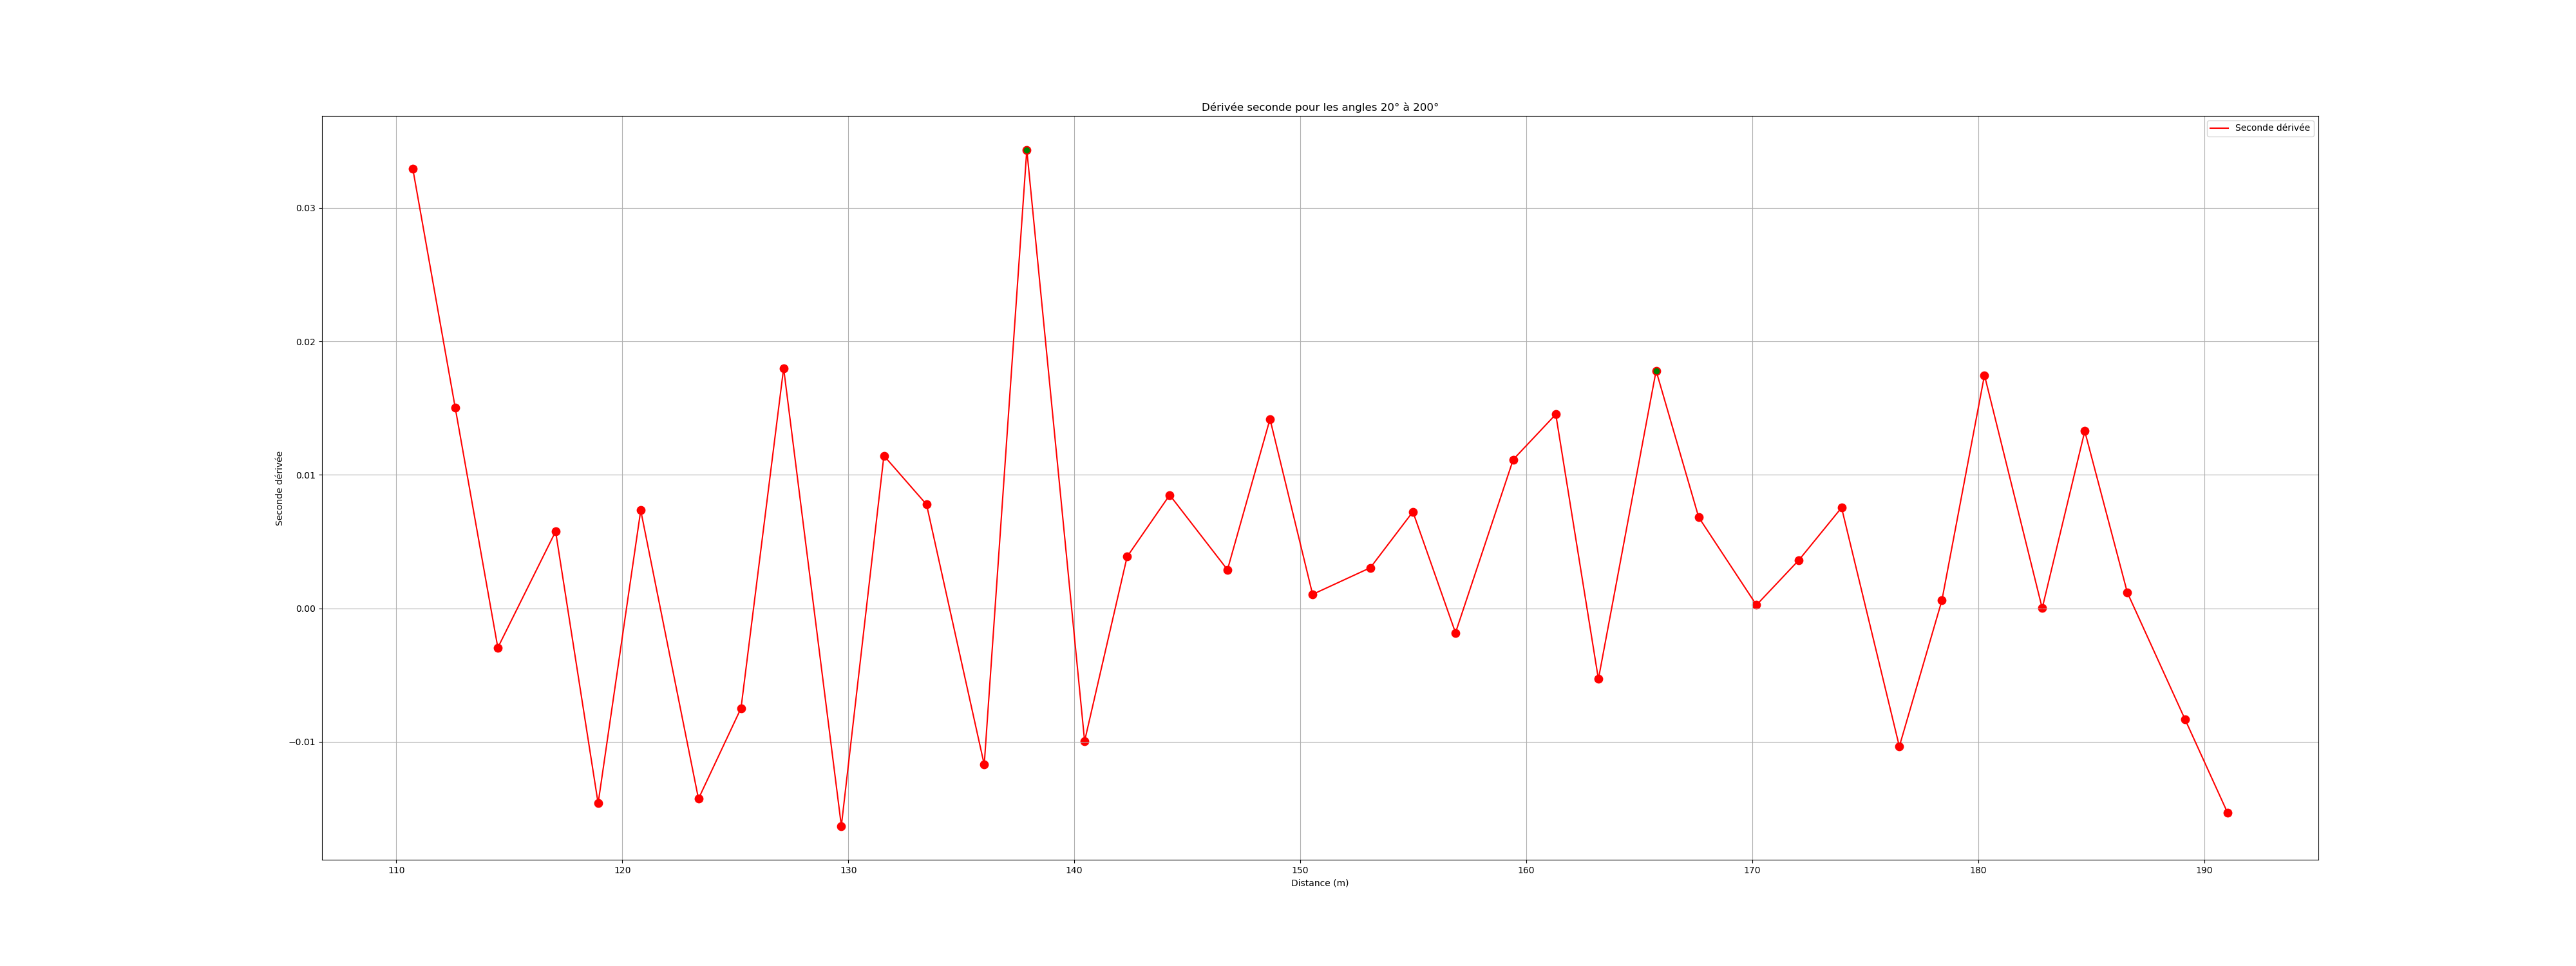 Dérivée seconde pour les angles 20° à 200°
Seconde dérivée
0.03
0.02
0.01
0.00
−0.01
Seconde dérivée
110 120 130 140 150 160 170 180 190
Distance (m)